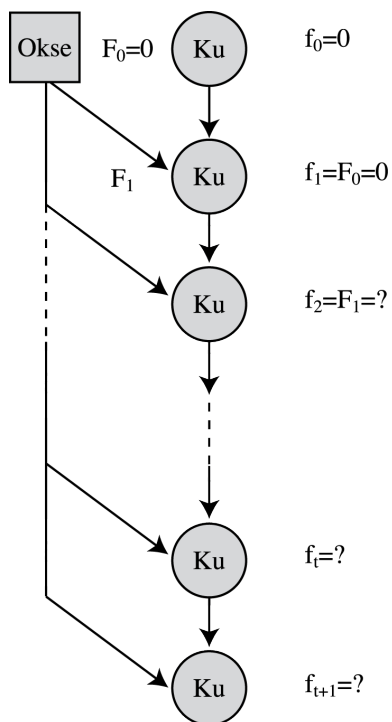 Okse F₀=0 Ku f₀=0
F₁ Ku f₁=F₀=0
Ku f₂=F₁=?
Ku fₜ=?
Ku fₜ₊₁=?